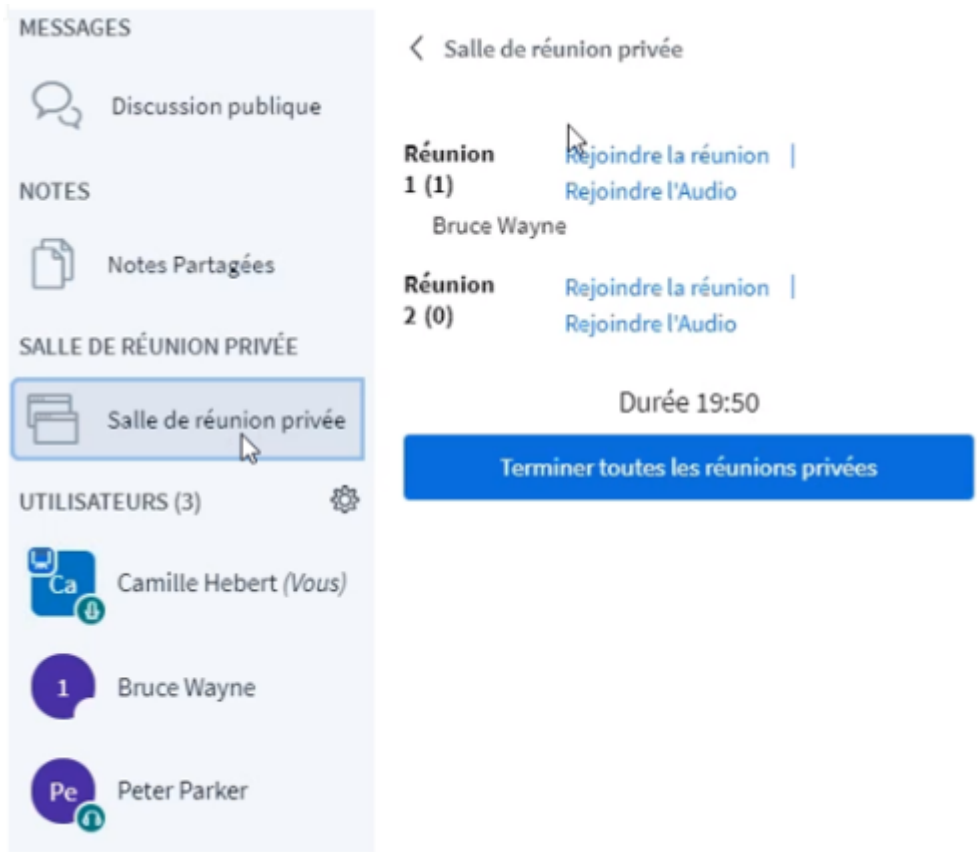 MESSAGES
Discussion publique
NOTES
Notes Partagées
SALLE DE RÉUNION PRIVÉE
Salle de réunion privée
UTILISATEURS (3)
Ca
Camille Hebert (Vous)
1
Bruce Wayne
Pe
Peter Parker
Salle de réunion privée
Réunion
1 (1)
Rejoindre la réunion |
Rejoindre l'Audio
Bruce Wayne
Réunion
2 (0)
Rejoindre la réunion |
Rejoindre l'Audio
Durée 19:50
Terminer toutes les réunions privées